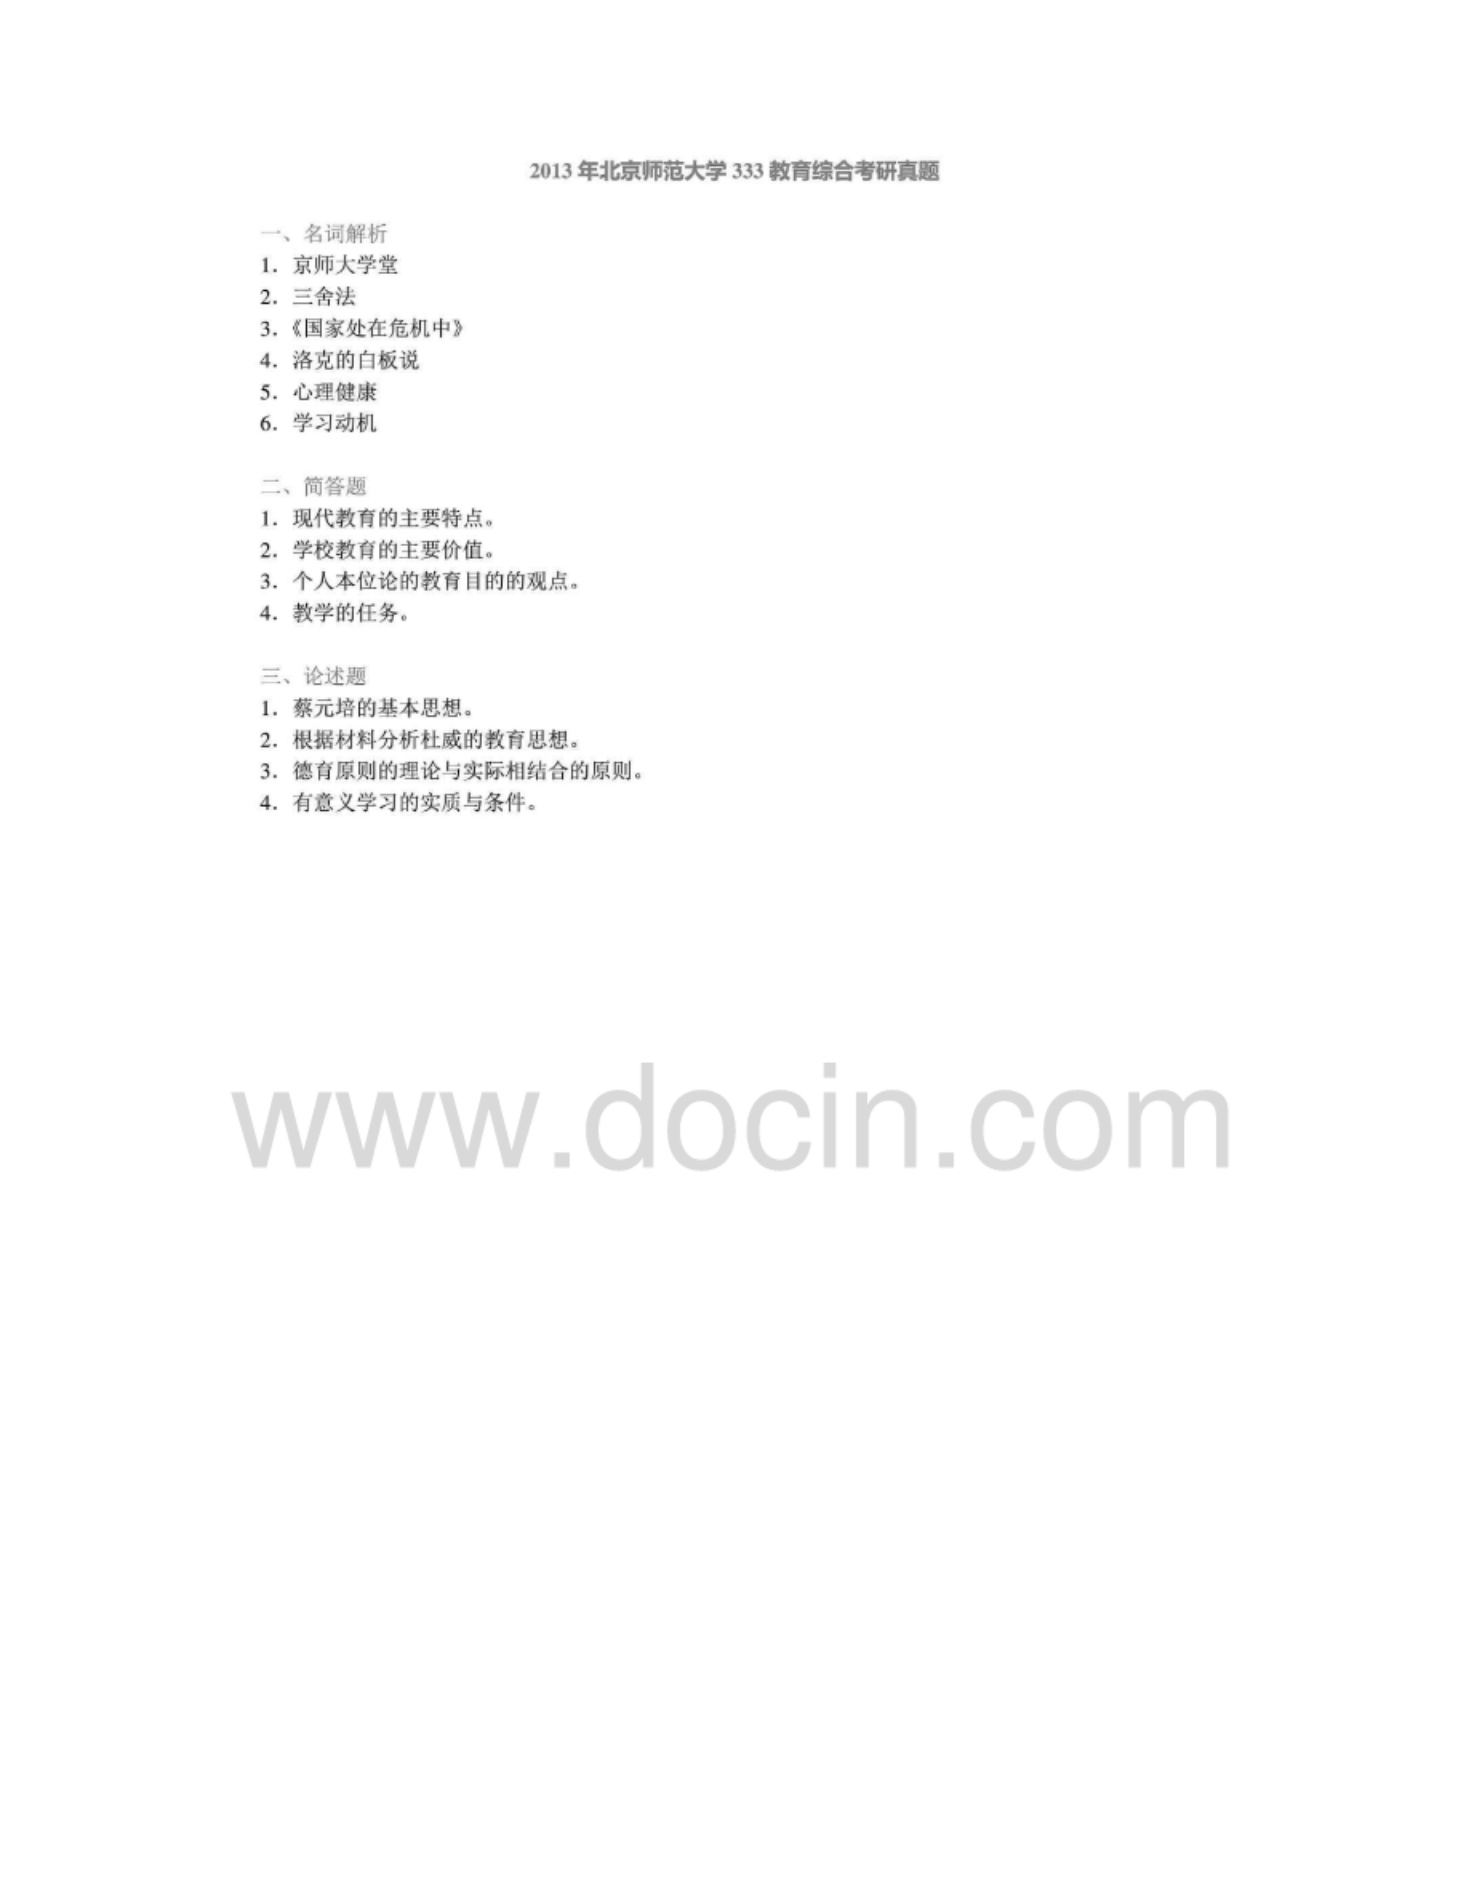 2013 年北京师范大学 333 教育综合考研真题
一、名词解析
1．京师大学堂
2．三舍法
3．《国家处在危机中》
4．洛克的白板说
5．心理健康
6．学习动机
二、简答题
1．现代教育的主要特点。
2．学校教育的主要价值。
3．个人本位论的教育目的的观点。
4．教学的任务。
三、论述题
1．蔡元培的基本思想。
2．根据材料分析杜威的教育思想。
3．德育原则的理论与实际相结合的原则。
4．有意义学习的实质与条件。
www.docin.com